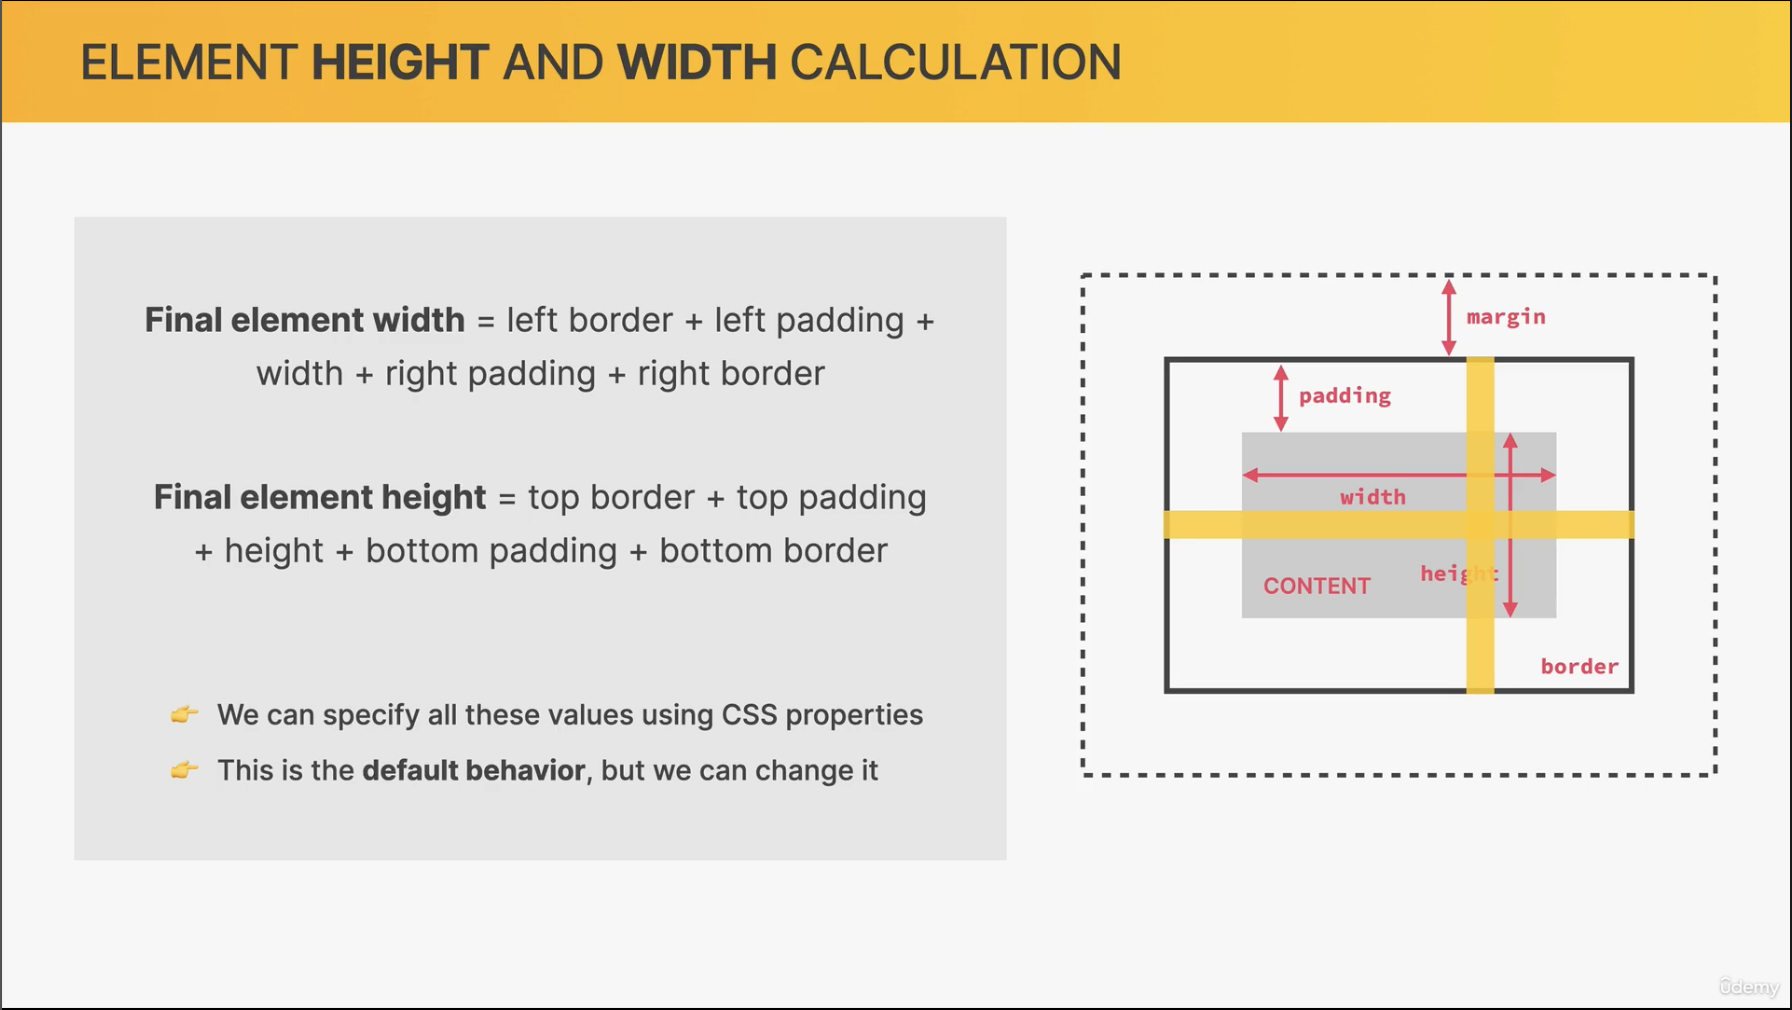 ELEMENT HEIGHT AND WIDTH CALCULATION
Final element width = left border + left padding +
width + right padding + right border
Final element height = top border + top padding
+ height + bottom padding + bottom border
👉 We can specify all these values using CSS properties
👉 This is the default behavior, but we can change it
margin
padding
width
height
CONTENT
border
ûdemy